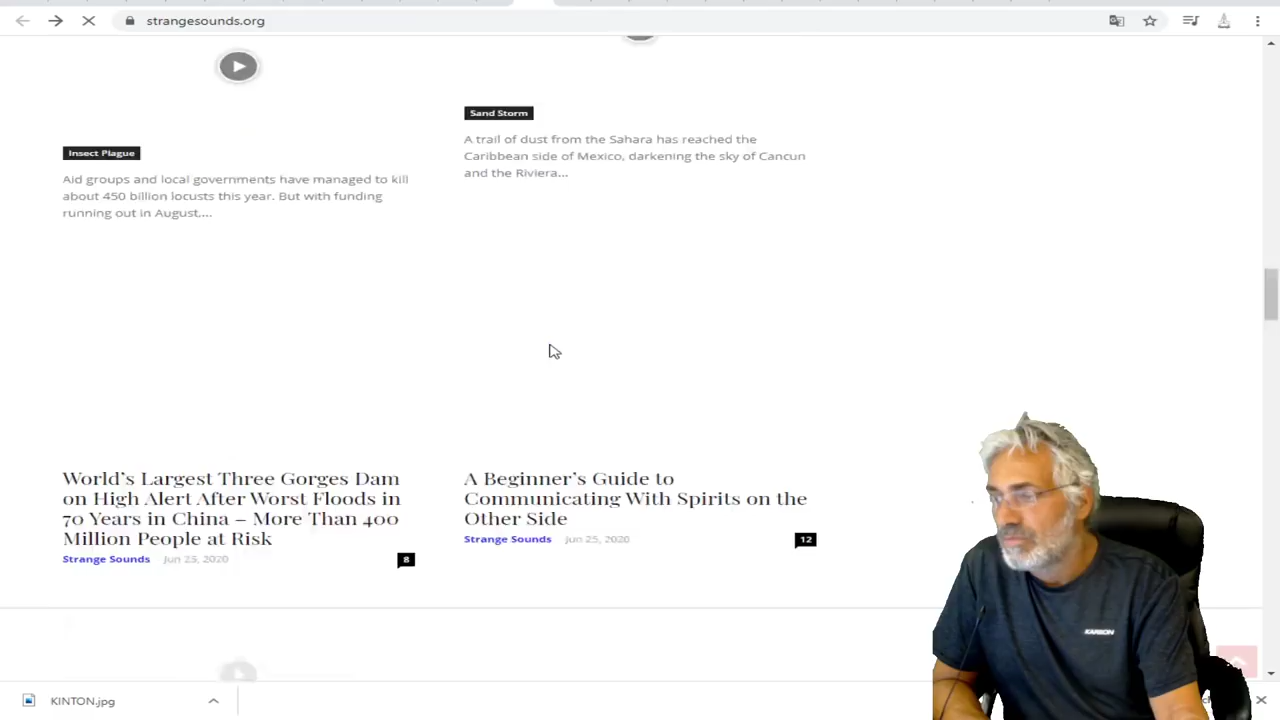 strangesounds.org
Insect Plague
Aid groups and local governments have managed to kill
about 450 billion locusts this year. But with funding
running out in August,...
Sand Storm
A trail of dust from the Sahara has reached the
Caribbean side of Mexico, darkening the sky of Cancun
and the Riviera...
World's Largest Three Gorges Dam
on High Alert After Worst Floods in
70 Years in China – More Than 400
Million People at Risk
Strange Sounds Jun 25, 2020 8
A Beginner's Guide to
Communicating With Spirits on the
Other Side
Strange Sounds Jun 25, 2020 12
KARBON
KINTON.jpg